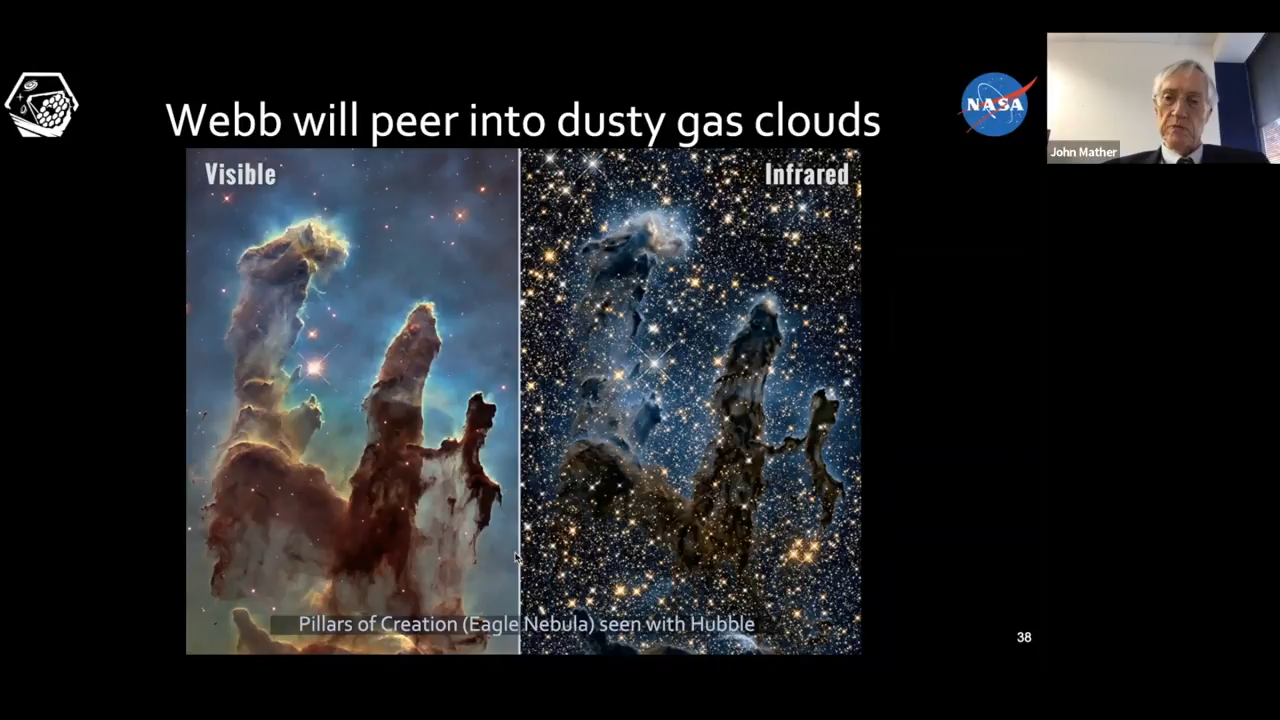 Webb will peer into dusty gas clouds
NASA
John Mather
Visible
Infrared
Pillars of Creation (Eagle Nebula) seen with Hubble
38